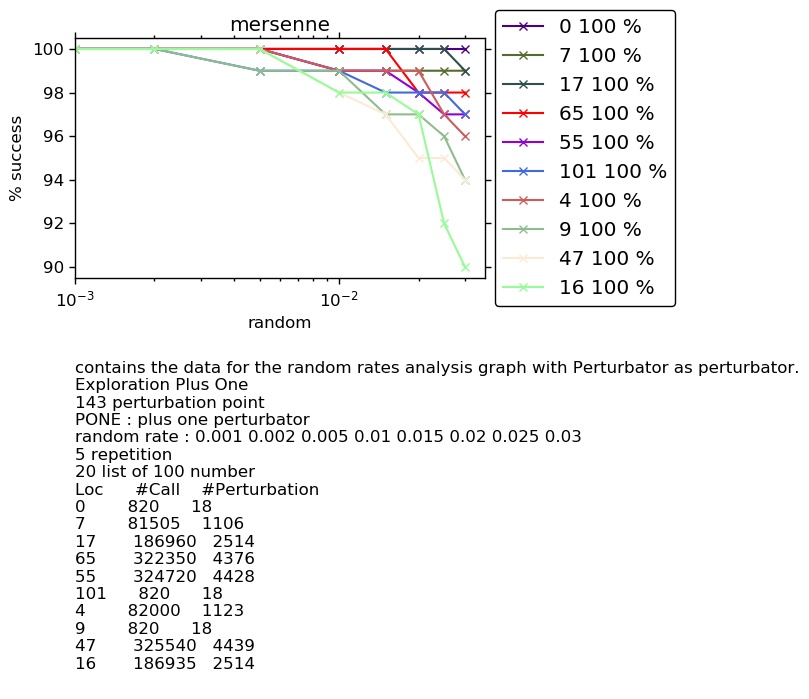 mersenne
100
98
96
94
92
90
% success
10^-3
10^-2
random
0 100 %
7 100 %
17 100 %
65 100 %
55 100 %
101 100 %
4 100 %
9 100 %
47 100 %
16 100 %
contains the data for the random rates analysis graph with Perturbator as perturbator.
Exploration Plus One
143 perturbation point
PONE : plus one perturbator
random rate : 0.001 0.002 0.005 0.01 0.015 0.02 0.025 0.03
5 repetition
20 list of 100 number
Loc #Call #Perturbation
0 820 18
7 81505 1106
17 186960 2514
65 322350 4376
55 324720 4428
101 820 18
4 82000 1123
9 820 18
47 325540 4439
16 186935 2514